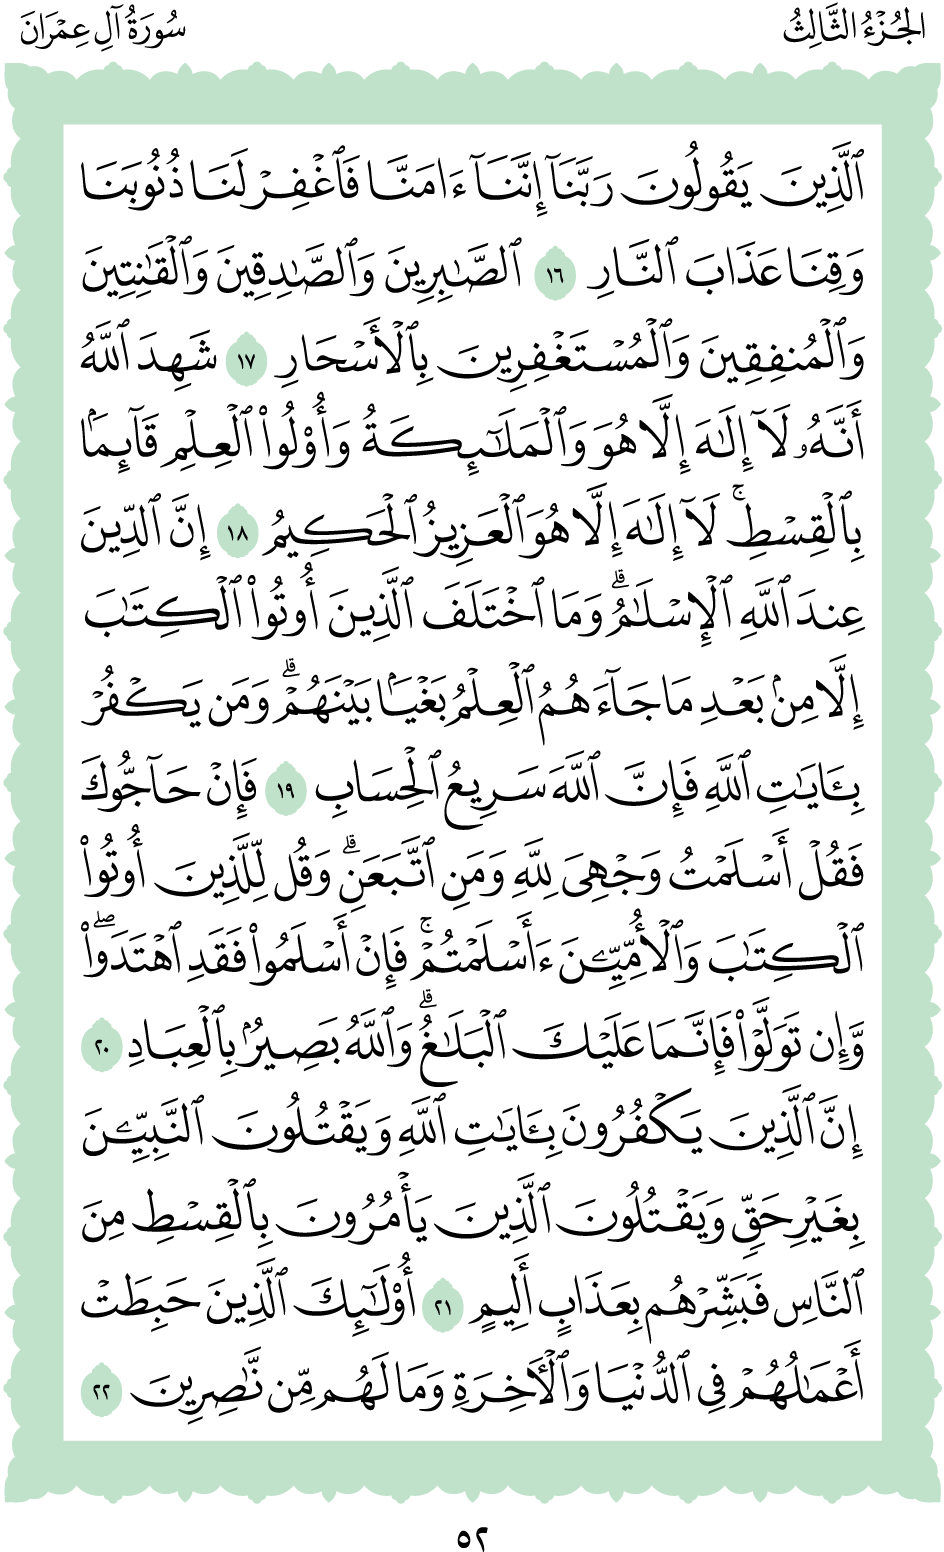 الجُزْءُ الثَّالِثُ
سُورَةُ آلِ عِمْرَانَ
ٱلَّذِينَ يَقُولُونَ رَبَّنَآ إِنَّنَآ ءَامَنَّا فَٱغْفِرْ لَنَا ذُنُوبَنَا
وَقِنَا عَذَابَ ٱلنَّارِ ١٦ ٱلصَّٰبِرِينَ وَٱلصَّٰدِقِينَ وَٱلْقَٰنِتِينَ
وَٱلْمُنفِقِينَ وَٱلْمُسْتَغْفِرِينَ بِٱلْأَسْحَارِ ١٧ شَهِدَ ٱللَّهُ
أَنَّهُۥ لَآ إِلَٰهَ إِلَّا هُوَ وَٱلْمَلَٰٓئِكَةُ وَأُو۟لُوا۟ ٱلْعِلْمِ قَآئِمًۢا
بِٱلْقِسْطِ ۚ لَآ إِلَٰهَ إِلَّا هُوَ ٱلْعَزِيزُ ٱلْحَكِيمُ ١٨ إِنَّ ٱلدِّينَ
عِندَ ٱللَّهِ ٱلْإِسْلَٰمُ ۗ وَمَا ٱخْتَلَفَ ٱلَّذِينَ أُوتُوا۟ ٱلْكِتَٰبَ
إِلَّا مِنۢ بَعْدِ مَا جَآءَهُمُ ٱلْعِلْمُ بَغْيًۢا بَيْنَهُمْ ۗ وَمَن يَكْفُرْ
بِـَٔايَٰتِ ٱللَّهِ فَإِنَّ ٱللَّهَ سَرِيعُ ٱلْحِسَابِ ١٩ فَإِنْ حَآجُّوكَ
فَقُلْ أَسْلَمْتُ وَجْهِىَ لِلَّهِ وَمَنِ ٱتَّبَعَنِ ۗ وَقُل لِّلَّذِينَ أُوتُوا۟
ٱلْكِتَٰبَ وَٱلْأُمِّيِّـۧنَ ءَأَسْلَمْتُمْ ۚ فَإِنْ أَسْلَمُوا۟ فَقَدِ ٱهْتَدَوا۟ ۖ
وَّإِن تَوَلَّوْا۟ فَإِنَّمَا عَلَيْكَ ٱلْبَلَٰغُ ۗ وَٱللَّهُ بَصِيرٌۢ بِٱلْعِبَادِ ٢٠
إِنَّ ٱلَّذِينَ يَكْفُرُونَ بِـَٔايَٰتِ ٱللَّهِ وَيَقْتُلُونَ ٱلنَّبِيِّـۧنَ
بِغَيْرِ حَقٍّ وَيَقْتُلُونَ ٱلَّذِينَ يَأْمُرُونَ بِٱلْقِسْطِ مِنَ
ٱلنَّاسِ فَبَشِّرْهُم بِعَذَابٍ أَلِيمٍ ٢١ أُو۟لَٰٓئِكَ ٱلَّذِينَ حَبِطَتْ
أَعْمَٰلُهُمْ فِى ٱلدُّنْيَا وَٱلْـَٔاخِرَةِ وَمَا لَهُم مِّن نَّٰصِرِينَ ٢٢
٥٢